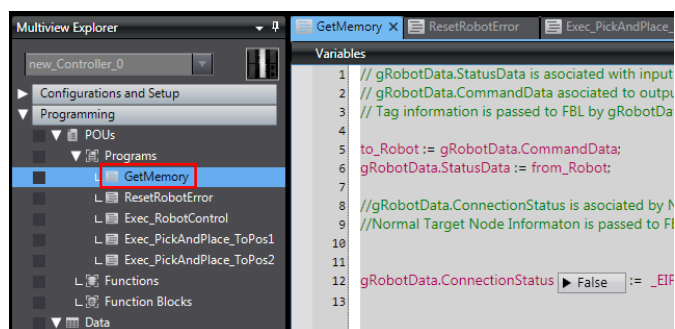 Multiview Explorer
new_Controller_0
Configurations and Setup
Programming
POUs
Programs
GetMemory
ResetRobotError
Exec_RobotControl
Exec_PickAndPlace_ToPos1
Exec_PickAndPlace_ToPos2
Functions
Function Blocks
Data
GetMemory ResetRobotError Exec_PickAndPlace_
Variables
1 // gRobotData.StatusData is asociated with input
2 // gRobotData.CommandData asociated to outpu
3 // Tag information is passed to FBL by gRobotDa
4
5 to_Robot := gRobotData.CommandData;
6 gRobotData.StatusData := from_Robot;
7
8 //gRobotData.ConnectionStatus is asociated by N
9 //Normal Target Node Informaton is passed to F
10
11
12 gRobotData.ConnectionStatus False := _EIP
13